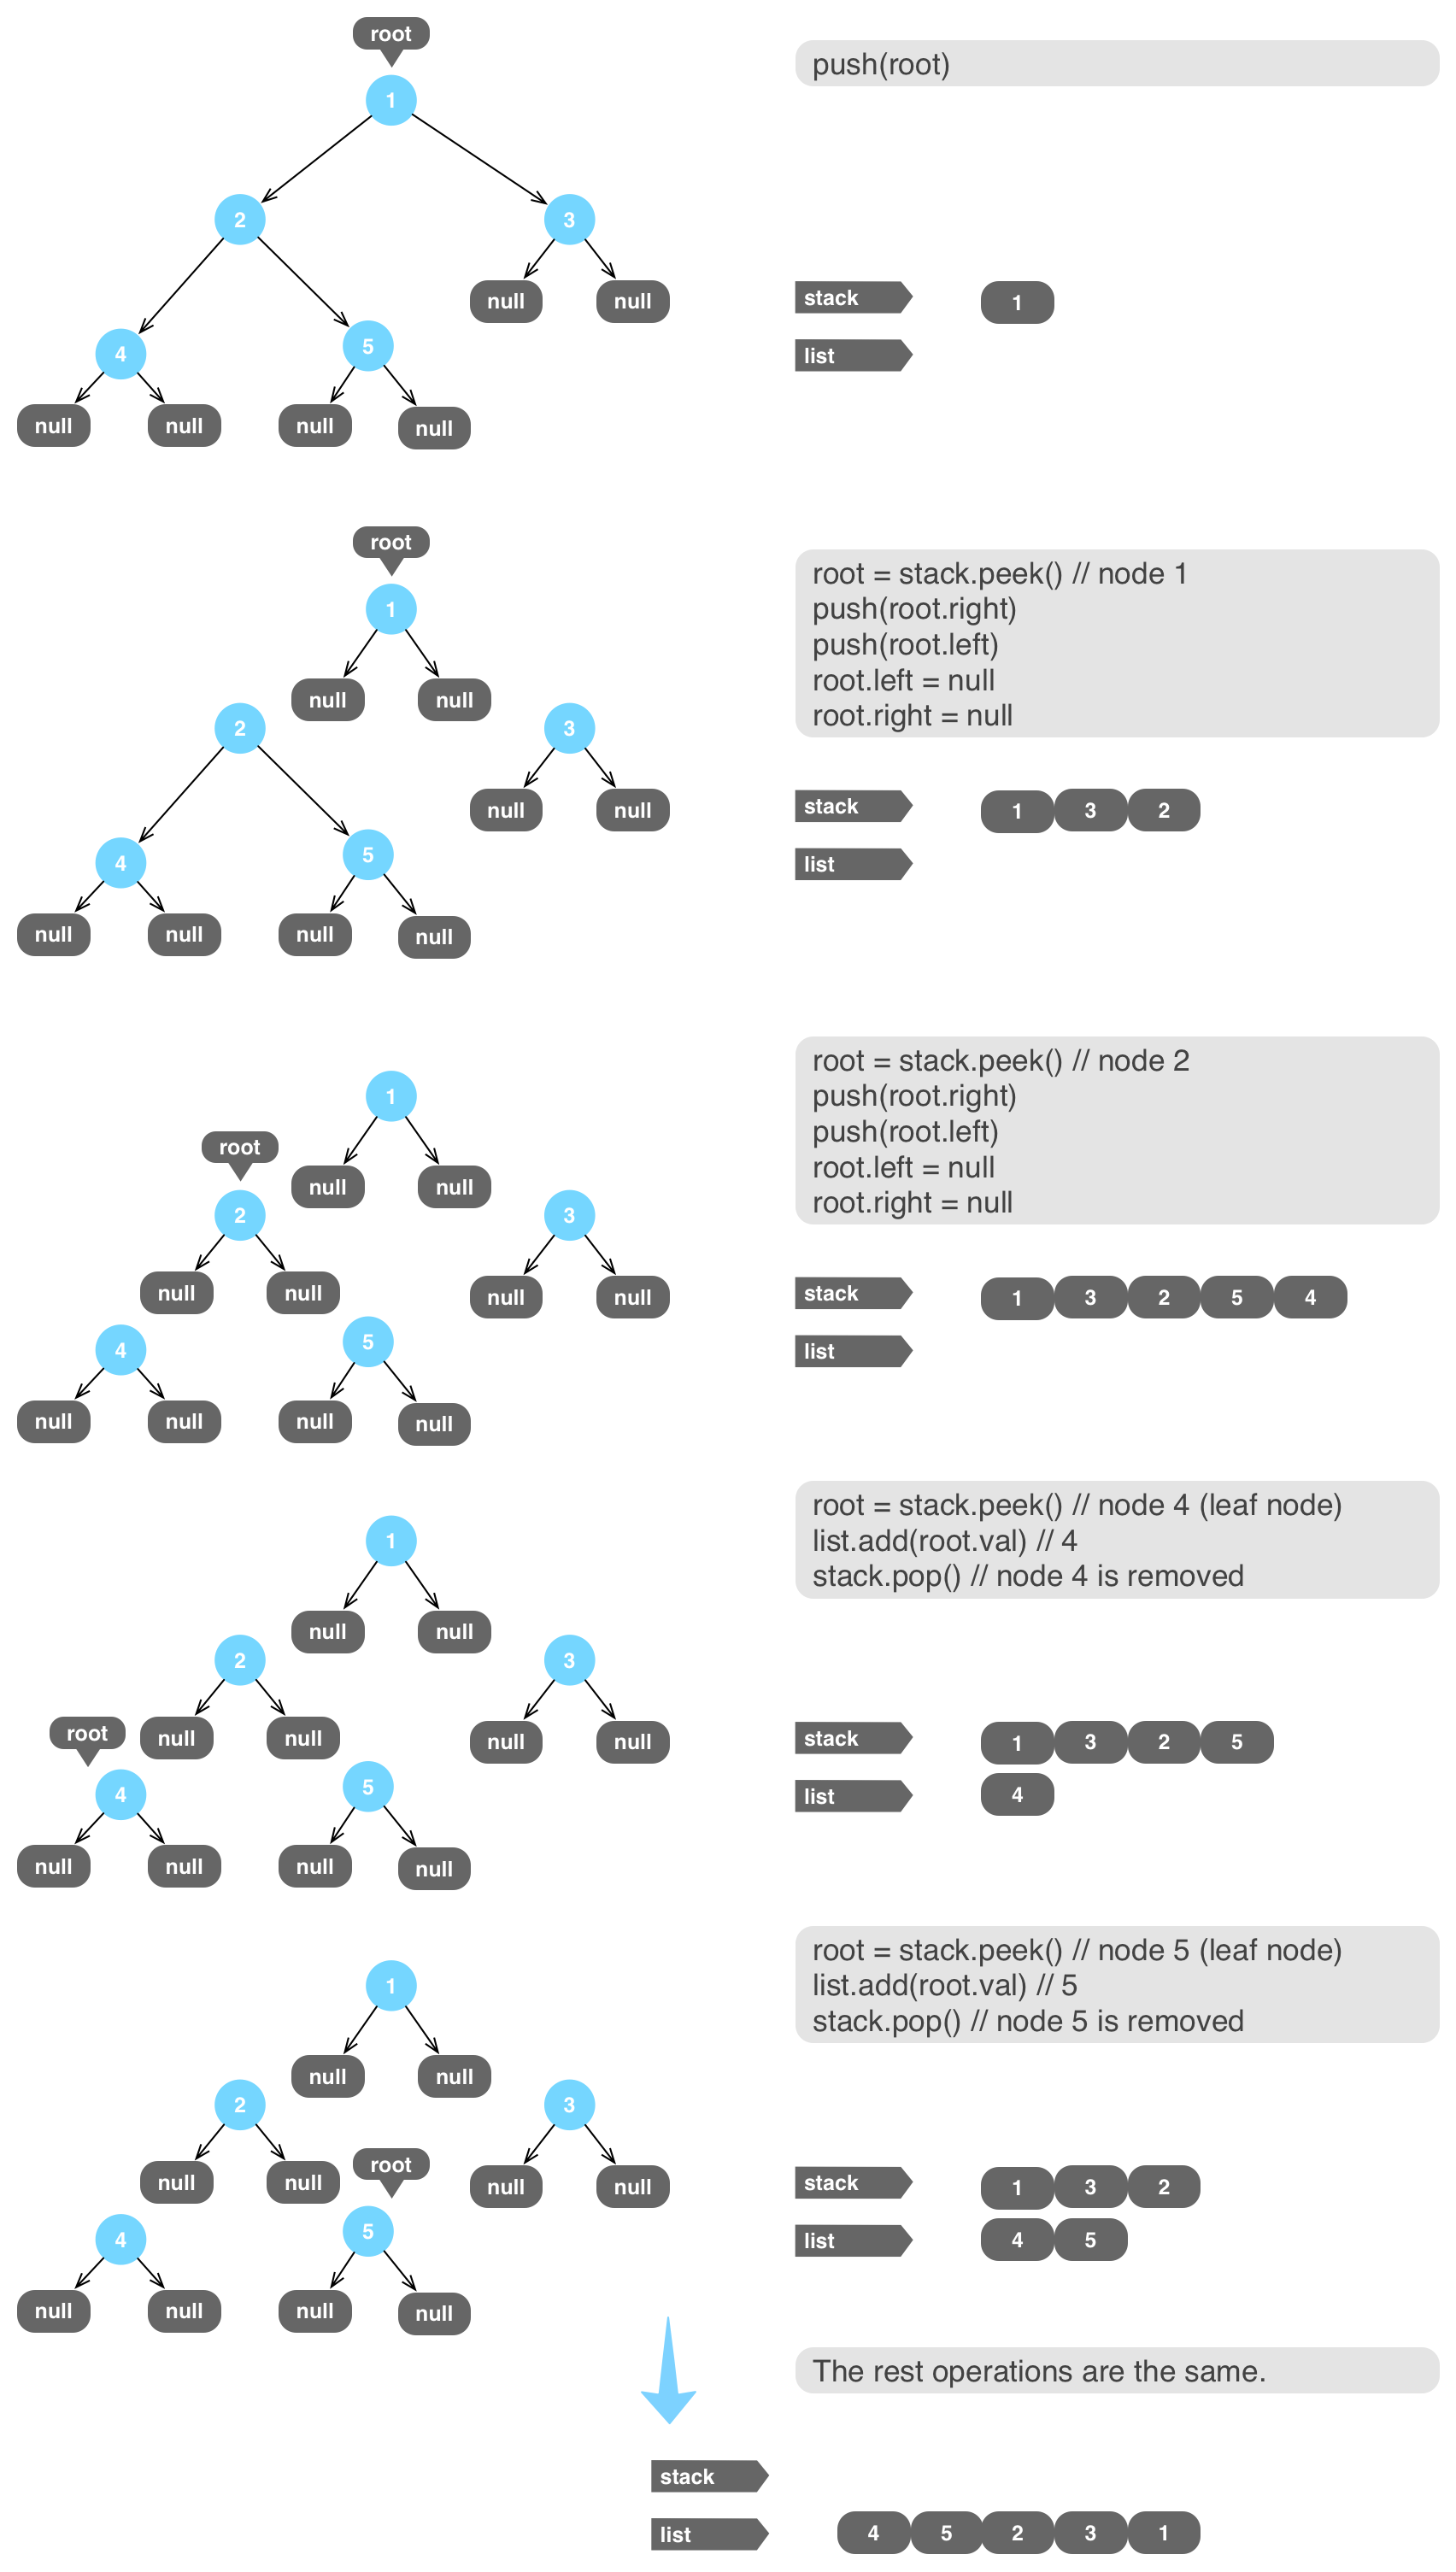 root
1
push(root)
2
3
null
null
stack
1
4
5
list
null
null
null
null
root
1
root = stack.peek() // node 1
push(root.right)
push(root.left)
root.left = null
root.right = null
null
null
2
3
null
null
stack
1 3 2
4
5
list
null
null
null
null
1
root = stack.peek() // node 2
push(root.right)
push(root.left)
root.left = null
root.right = null
root
null
null
2
3
null
null
null
null
stack
1 3 2 5 4
4
5
list
null
null
null
null
root = stack.peek() // node 4 (leaf node)
list.add(root.val) // 4
stack.pop() // node 4 is removed
1
null
null
2
3
root
null
null
null
null
stack
1 3 2 5
4
5
list
4
null
null
null
null
root = stack.peek() // node 5 (leaf node)
list.add(root.val) // 5
stack.pop() // node 5 is removed
1
null
null
2
3
null
null
root
null
null
stack
1 3 2
4
5
list
4 5
null
null
null
null
The rest operations are the same.
stack
list
4 5 2 3 1